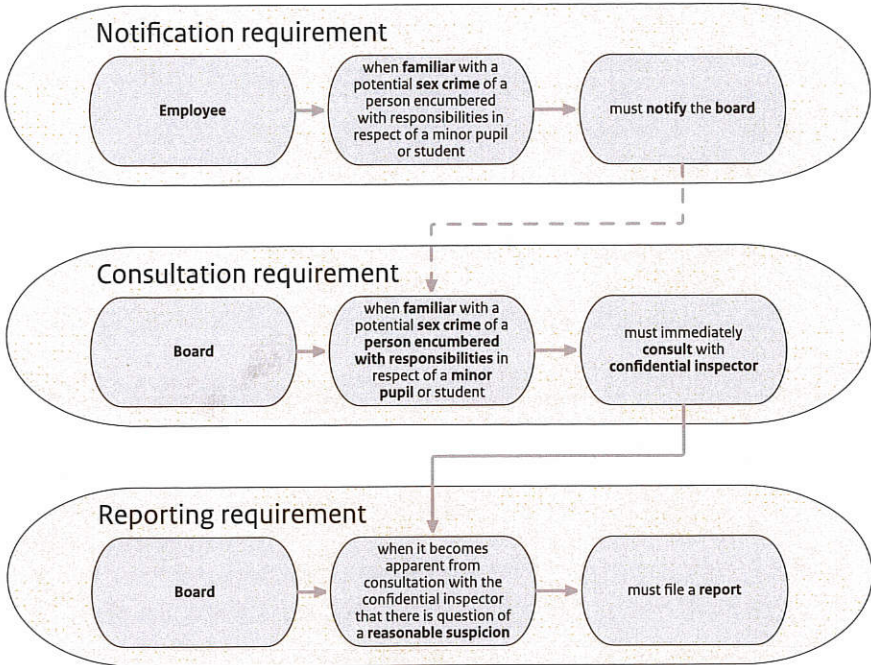 Notification requirement
Employee
when familiar with a
potential sex crime of a
person encumbered
with responsibilities in
respect of a minor pupil
or student
must notify the board
Consultation requirement
Board
when familiar with a
potential sex crime of a
person encumbered
with responsibilities in
respect of a minor
pupil or student
must immediately
consult with
confidential inspector
Reporting requirement
Board
when it becomes
apparent from
consultation with the
confidential inspector
that there is question of
a reasonable suspicion
must file a report